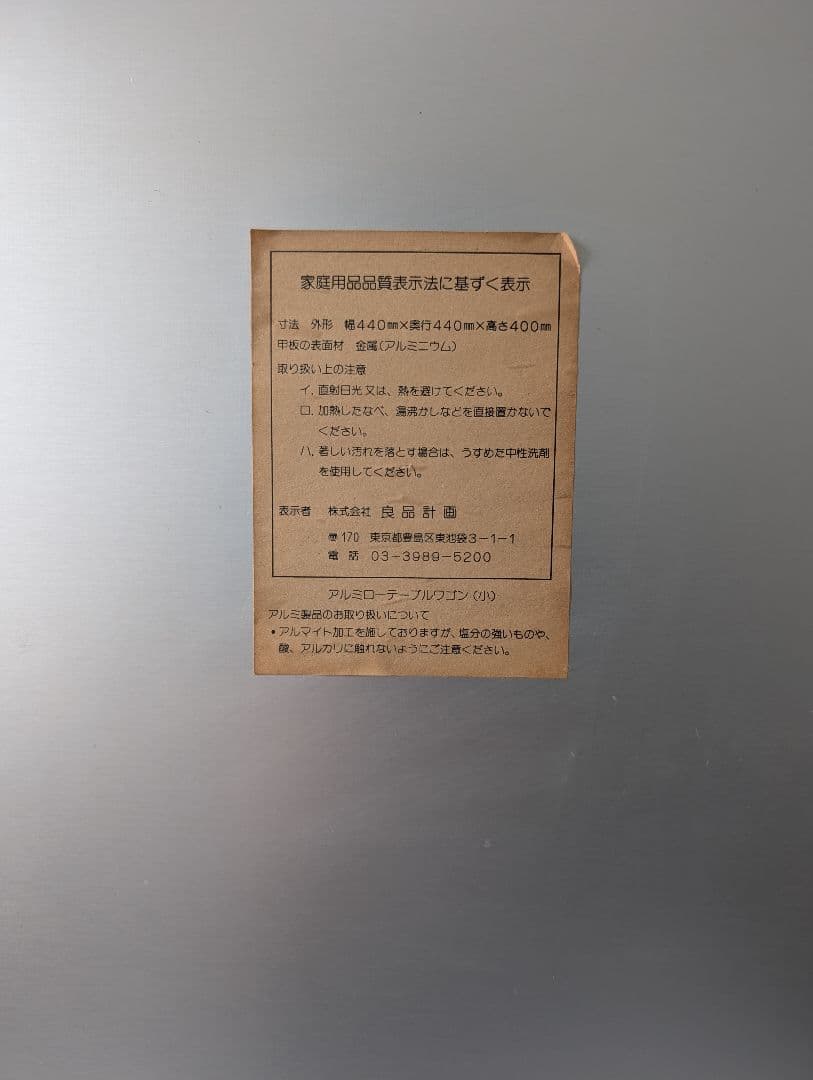 家庭用品品質表示法に基ずく表示
寸法 外形 幅440㎜×奥行440㎜×高さ400㎜
甲板の表面材 金属(アルミニウム)
取り扱い上の注意
イ. 直射日光又は、熱を避けてください。
ロ. 加熱したなべ、湯沸かしなどを直接置かないで
ください。
ハ. 著しい汚れを落とす場合は、うすめた中性洗剤
を使用してください。
表示者 株式会社 良品計画
〠170 東京都豊島区東池袋3-1-1
電話 03-3989-5200
アルミローテーブルワゴン(小)
アルミ製品のお取り扱いについて
・アルマイト加工を施しておりますが、塩分の強いものや、
酸、アルカリに触れないようにご注意ください。